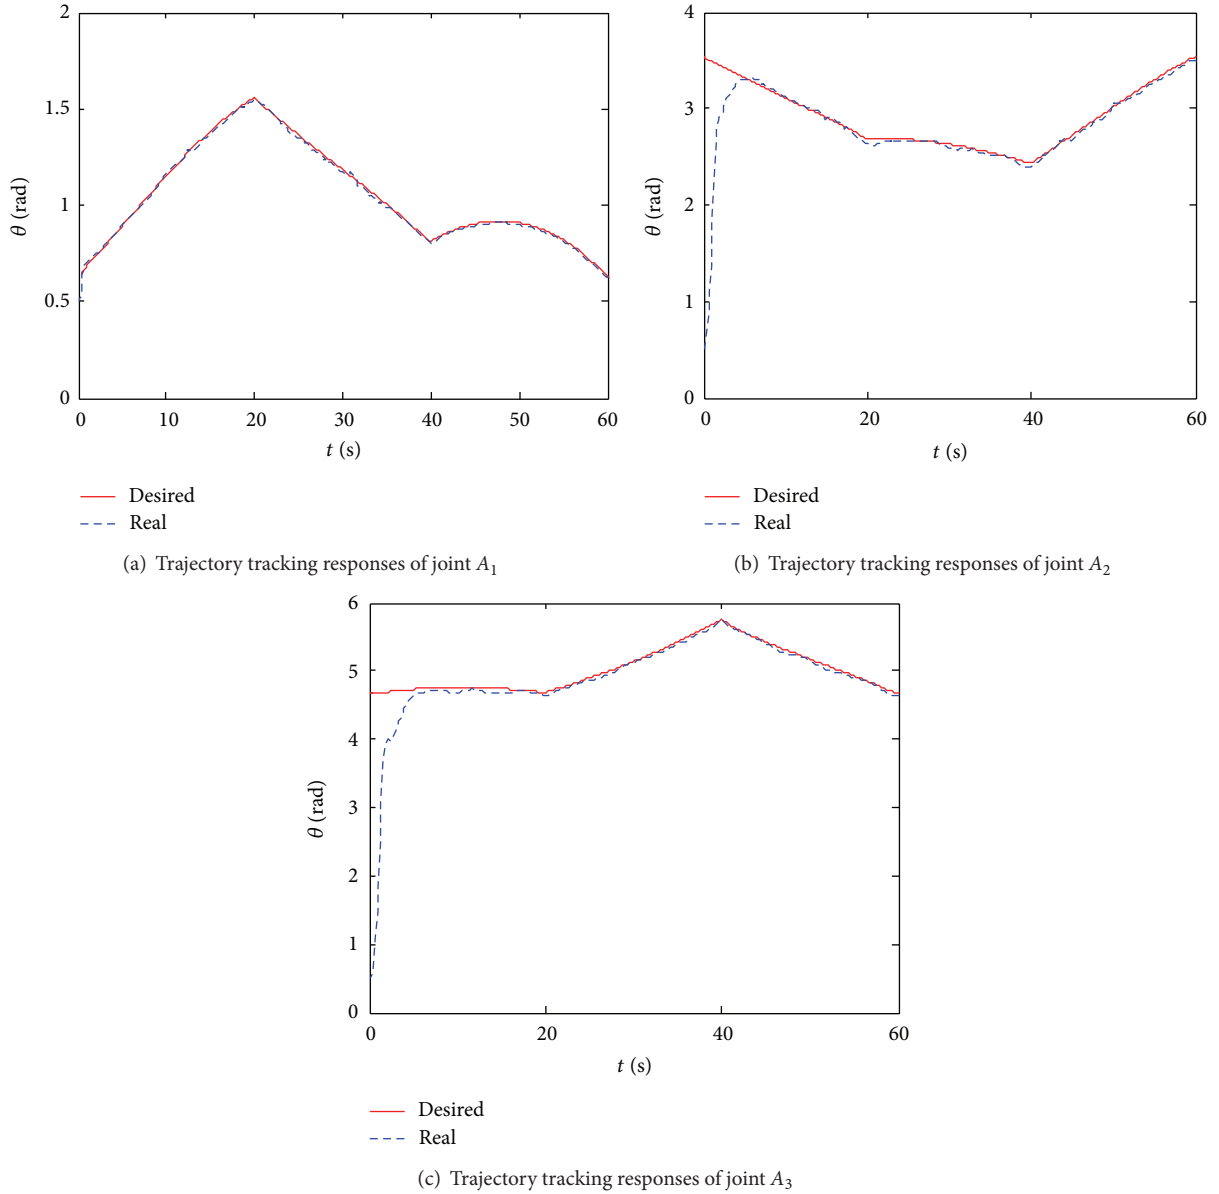 2
1.5
1
0.5
0
θ (rad)
0 10 20 30 40 50 60
t (s)
Desired
Real
(a) Trajectory tracking responses of joint A1
4
3
2
1
0
θ (rad)
0 20 40 60
t (s)
Desired
Real
(b) Trajectory tracking responses of joint A2
6
5
4
3
2
1
0
θ (rad)
0 20 40 60
t (s)
Desired
Real
(c) Trajectory tracking responses of joint A3